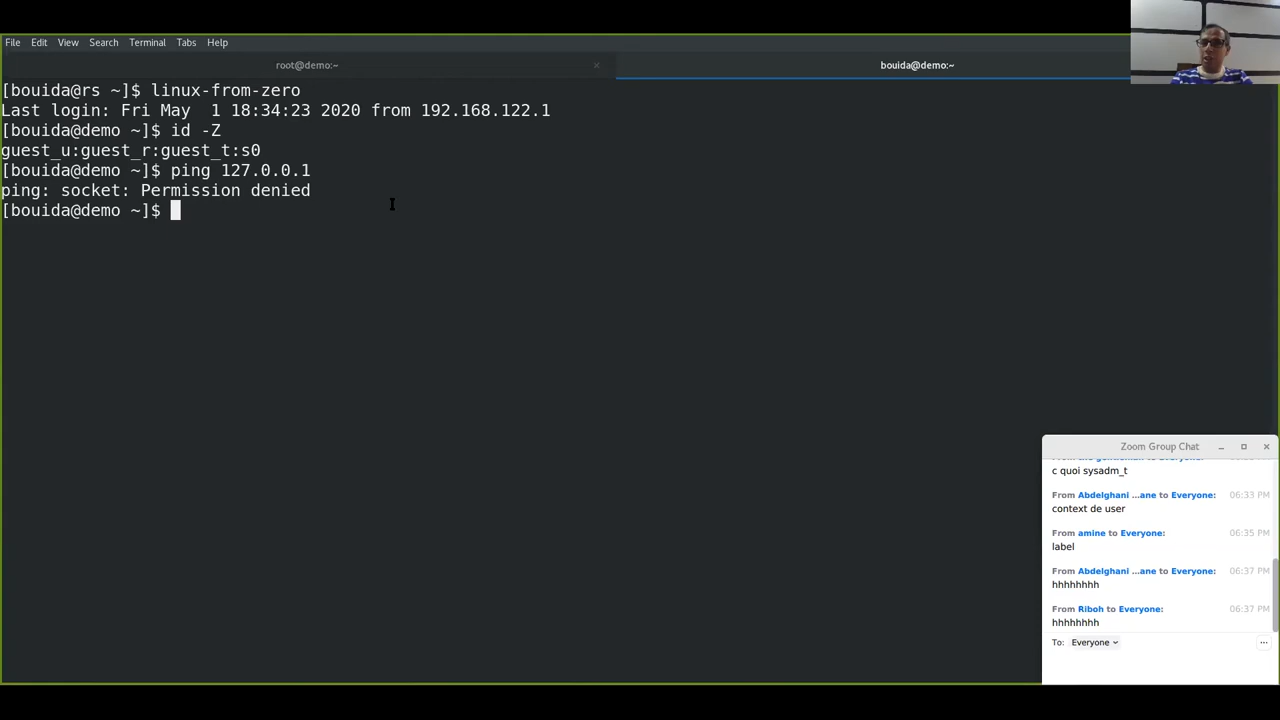 File Edit View Search Terminal Tabs Help
root@demo:~ × bouida@demo:~
[bouida@rs ~]$ linux-from-zero
Last login: Fri May  1 18:34:23 2020 from 192.168.122.1
[bouida@demo ~]$ id -Z
guest_u:guest_r:guest_t:s0
[bouida@demo ~]$ ping 127.0.0.1
ping: socket: Permission denied
[bouida@demo ~]$
Zoom Group Chat
c quoi sysadm_t
From Abdelghani ...ane to Everyone: 06:33 PM
context de user
From amine to Everyone: 06:35 PM
label
From Abdelghani ...ane to Everyone: 06:37 PM
hhhhhhhh
From Riboh to Everyone: 06:37 PM
hhhhhhhh
To: Everyone